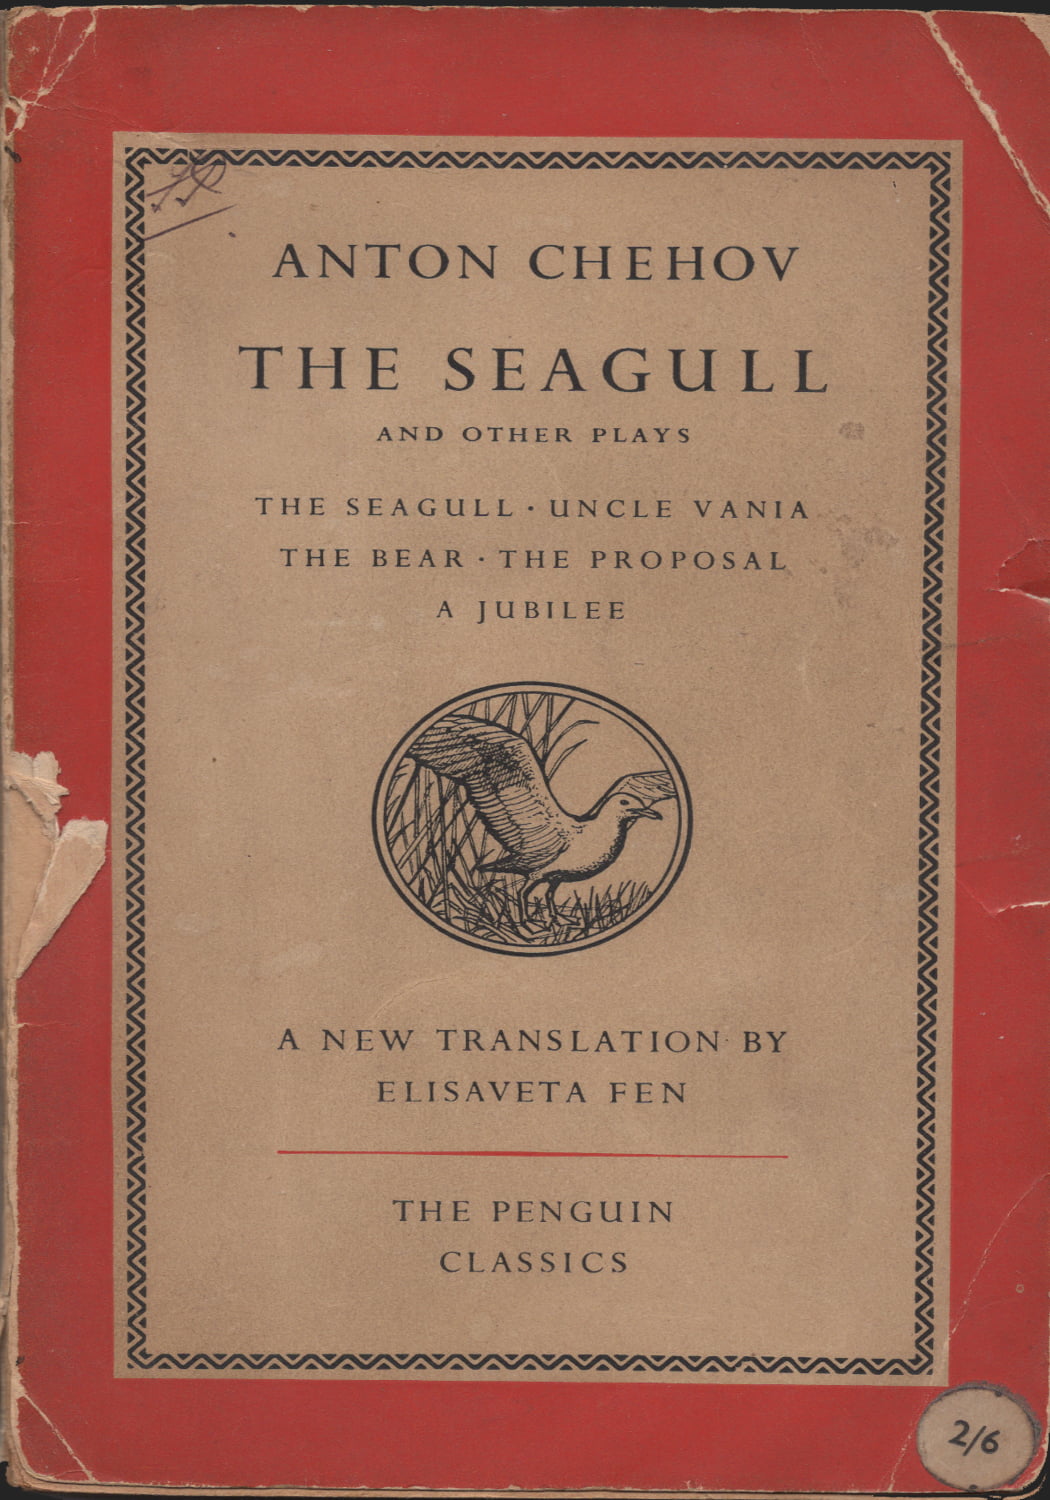 ANTON CHEHOV
THE SEAGULL
AND OTHER PLAYS
THE SEAGULL · UNCLE VANIA
THE BEAR · THE PROPOSAL
A JUBILEE
A NEW TRANSLATION BY
ELISAVETA FEN
THE PENGUIN
CLASSICS
2/6